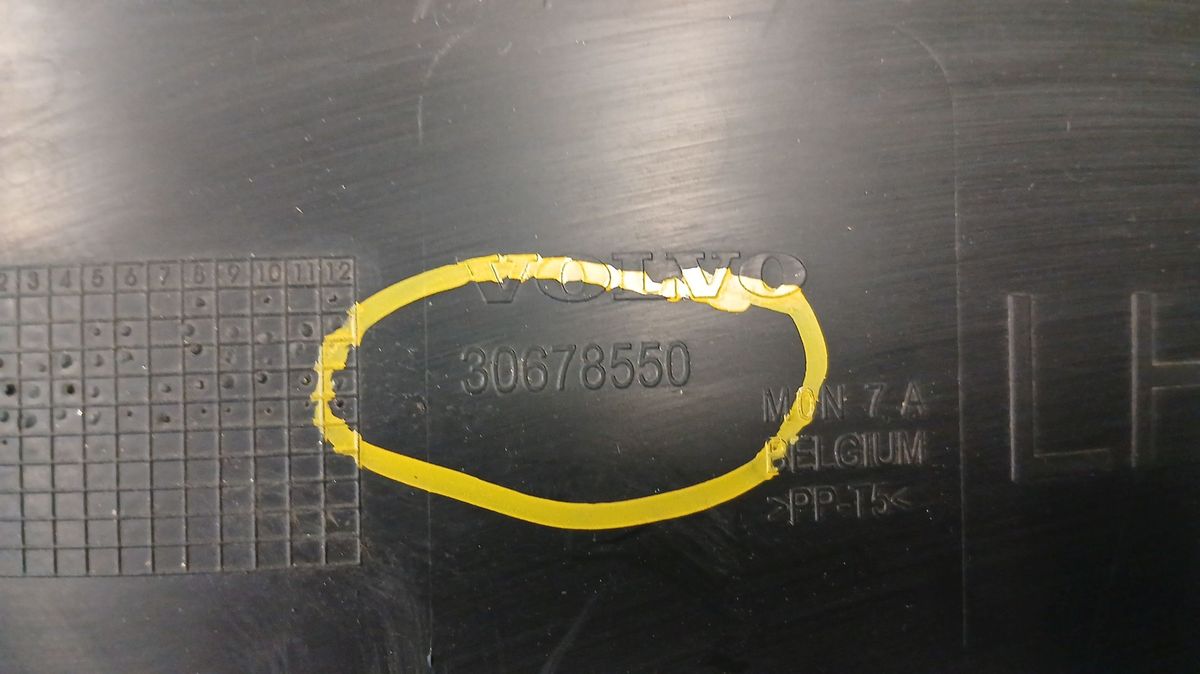 2 3 4 5 6 7 8 9 10 11 12
VOLVO
30678550
MON 7 A
BELGIUM
>PP-T5<
LH